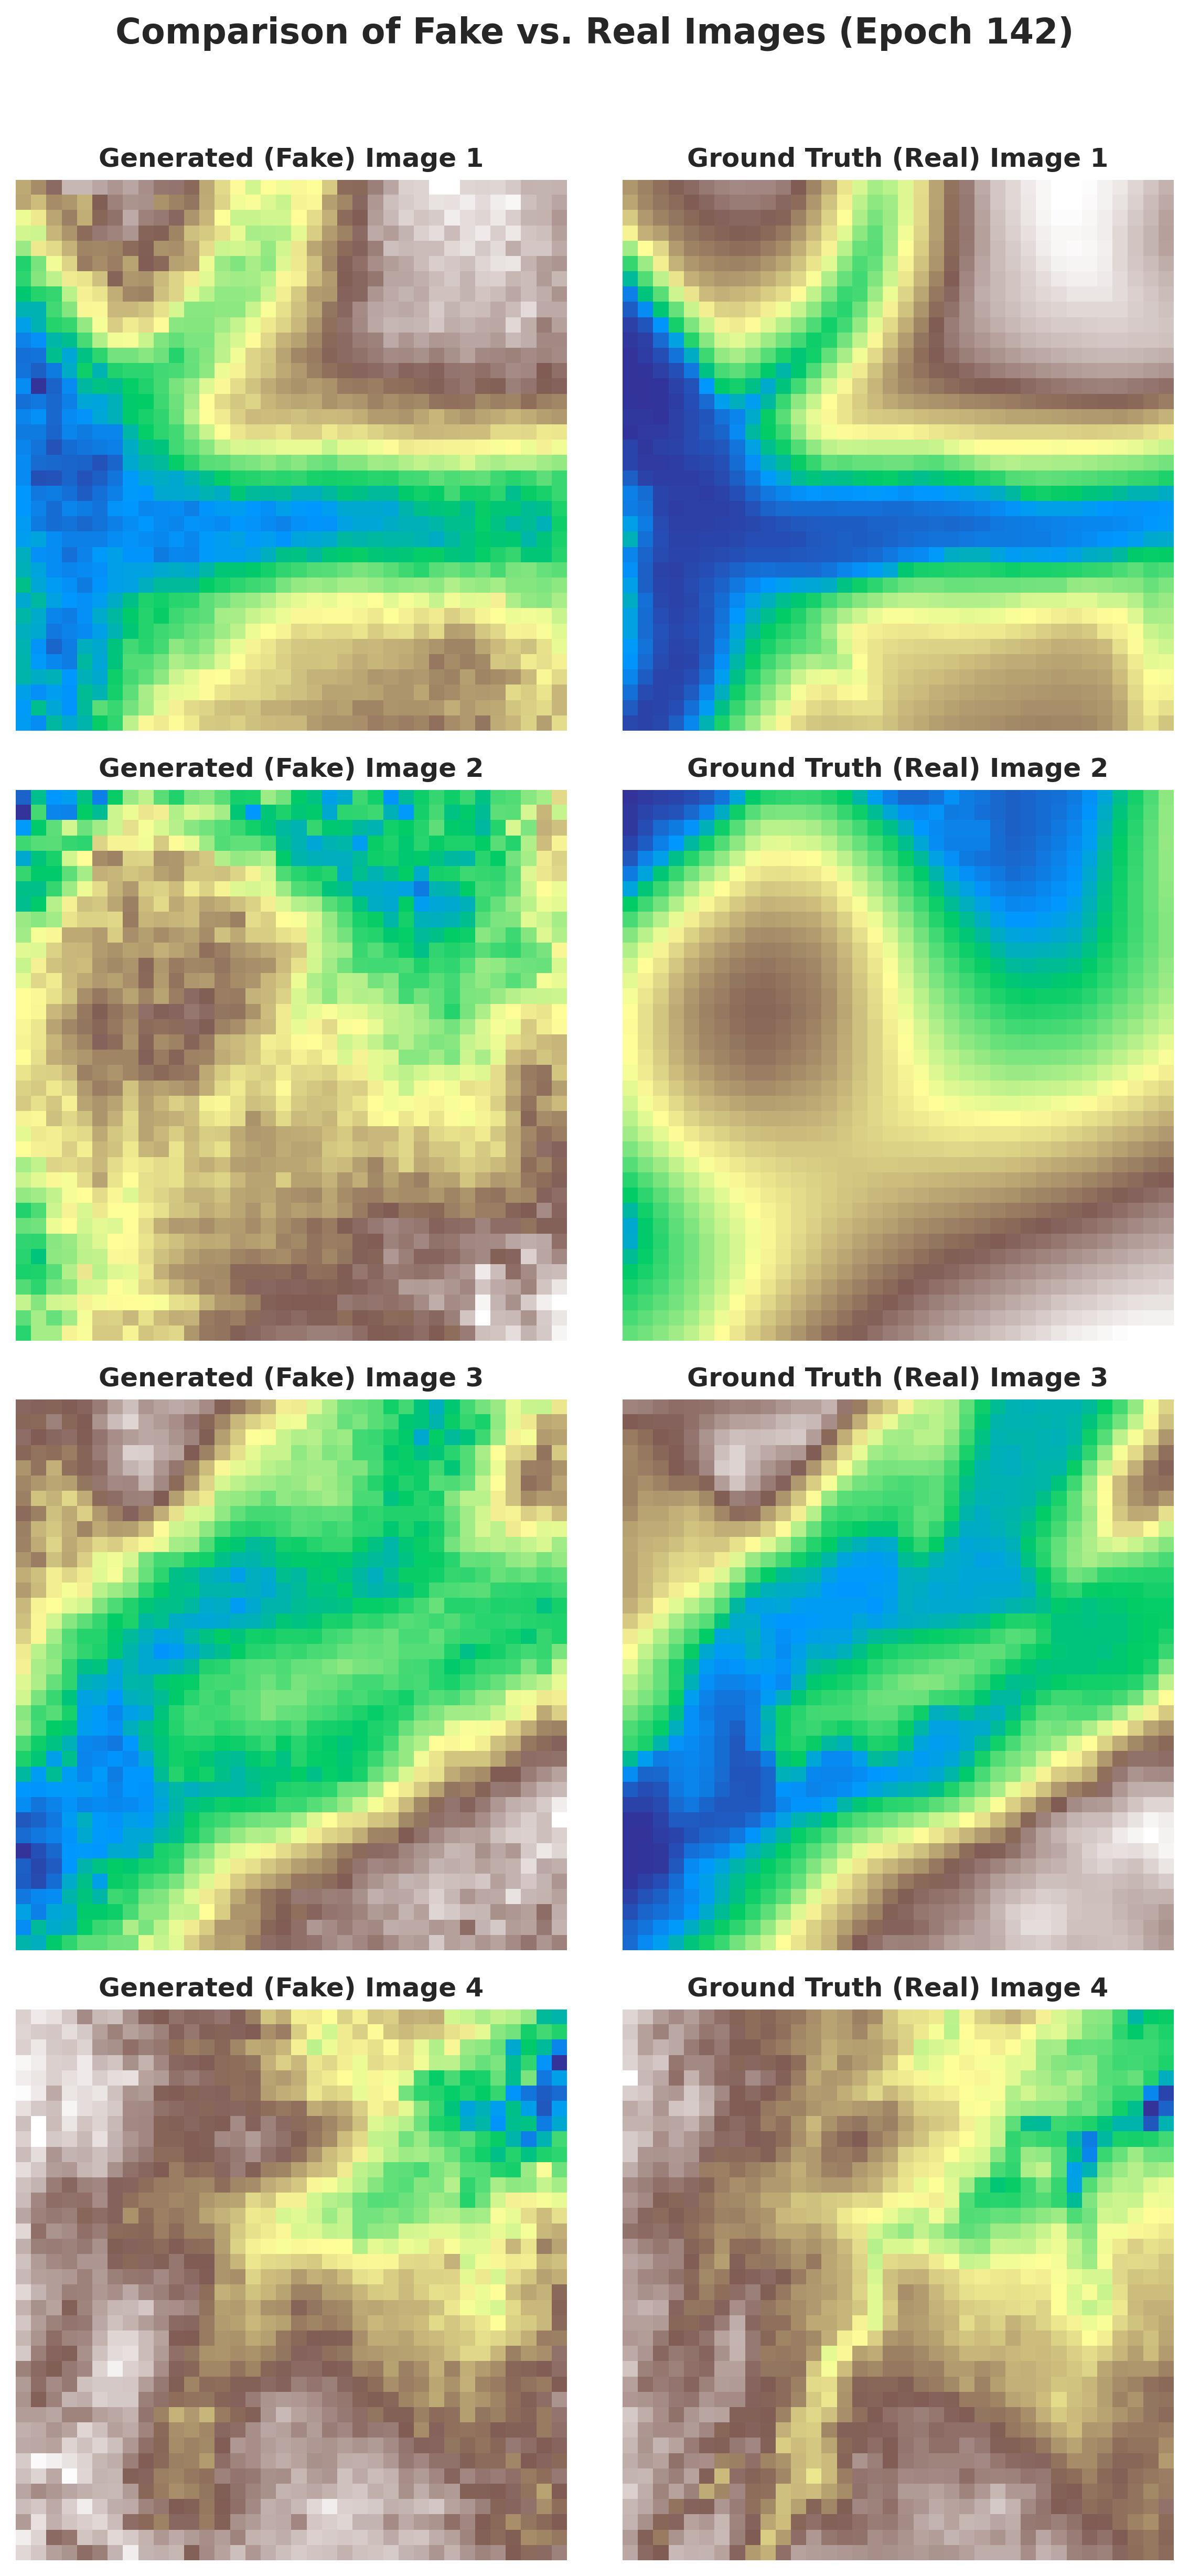 Comparison of Fake vs. Real Images (Epoch 142)
Generated (Fake) Image 1
Ground Truth (Real) Image 1
Generated (Fake) Image 2
Ground Truth (Real) Image 2
Generated (Fake) Image 3
Ground Truth (Real) Image 3
Generated (Fake) Image 4
Ground Truth (Real) Image 4